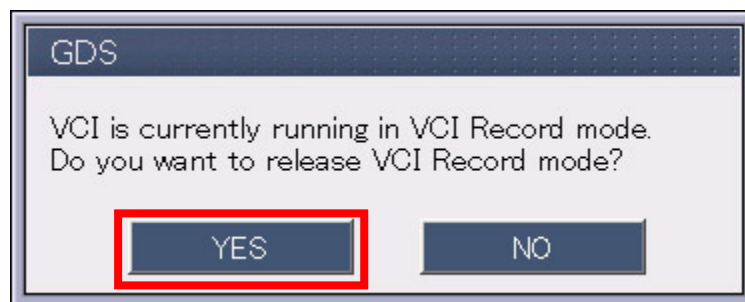 GDS
VCI is currently running in VCI Record mode.
Do you want to release VCI Record mode?
YES
NO